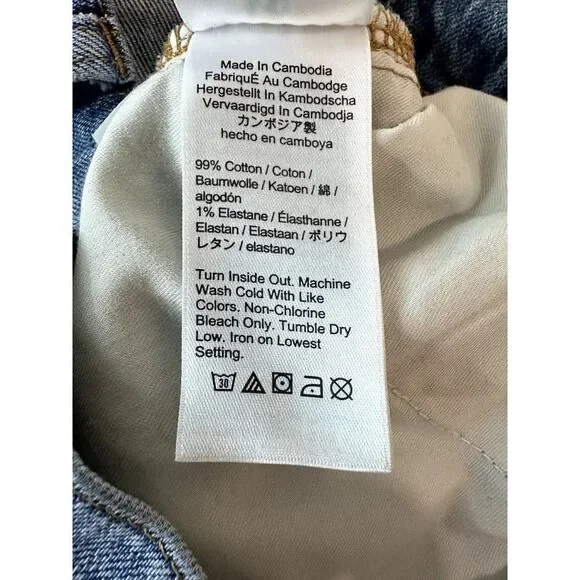 Made In Cambodia
FabriquÉ Au Cambodge
Hergestellt In Kambodscha
Vervaardigd In Cambodja
カンボジア製
hecho en camboya
99% Cotton / Coton /
Baumwolle / Katoen / 綿 /
algodón
1% Elastane / Élasthanne /
Elastan / Elastaan / ポリウ
レタン / elastano
Turn Inside Out. Machine
Wash Cold With Like
Colors. Non-Chlorine
Bleach Only. Tumble Dry
Low. Iron on Lowest
Setting.
30